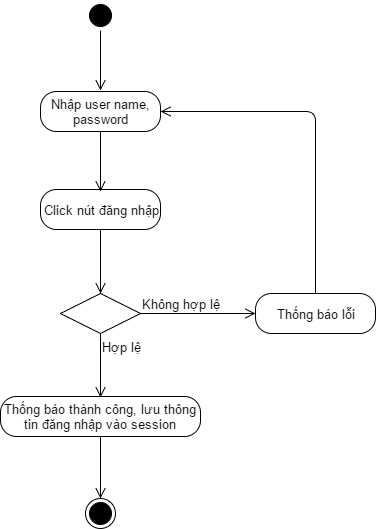 Nhập user name,
password
Click nút đăng nhập
Không hợp lệ
Thống báo lỗi
Hợp lệ
Thống báo thành công, lưu thông
tin đăng nhập vào session